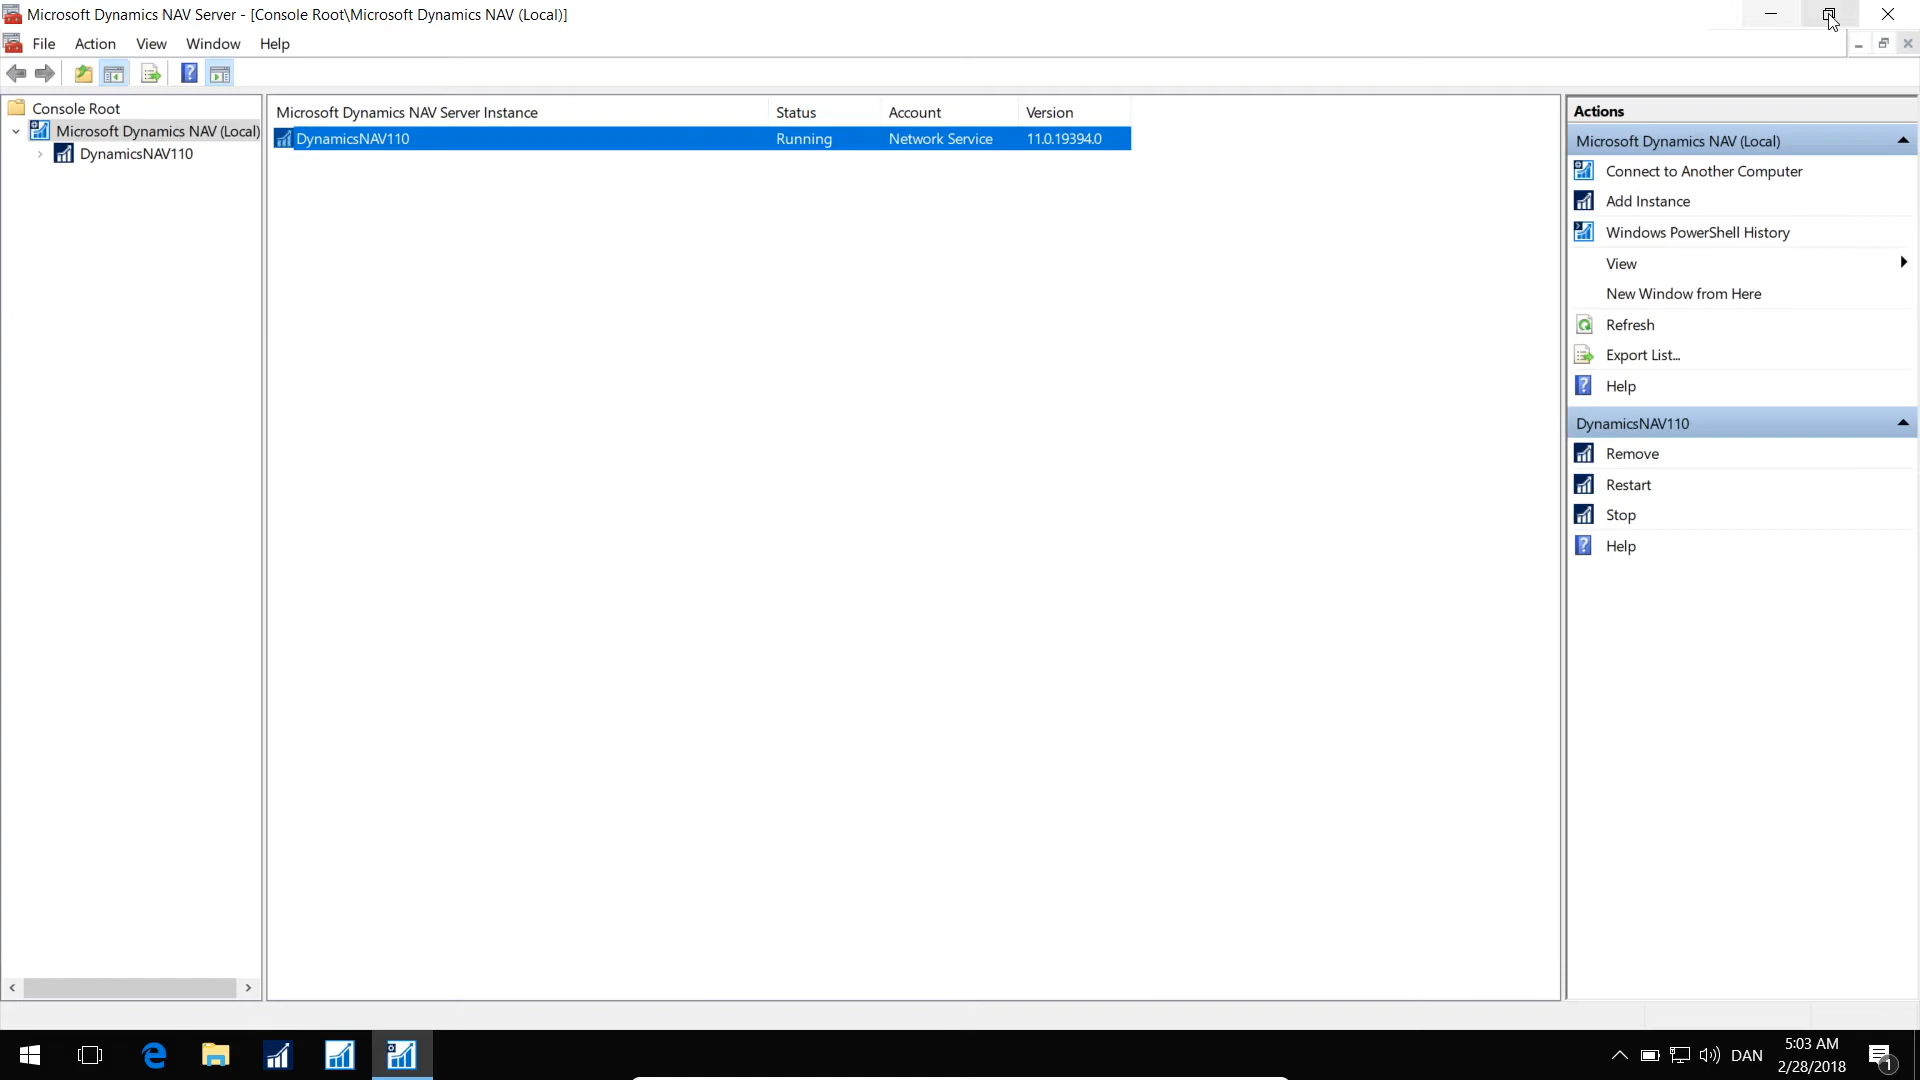 Microsoft Dynamics NAV Server - [Console Root\Microsoft Dynamics NAV (Local)]
File Action View Window Help
Console Root
Microsoft Dynamics NAV (Local)
DynamicsNAV110
Microsoft Dynamics NAV Server Instance Status Account Version
DynamicsNAV110 Running Network Service 11.0.19394.0
Actions
Microsoft Dynamics NAV (Local)
Connect to Another Computer
Add Instance
Windows PowerShell History
View
New Window from Here
Refresh
Export List...
Help
DynamicsNAV110
Remove
Restart
Stop
Help
DAN
5:03 AM
2/28/2018
1